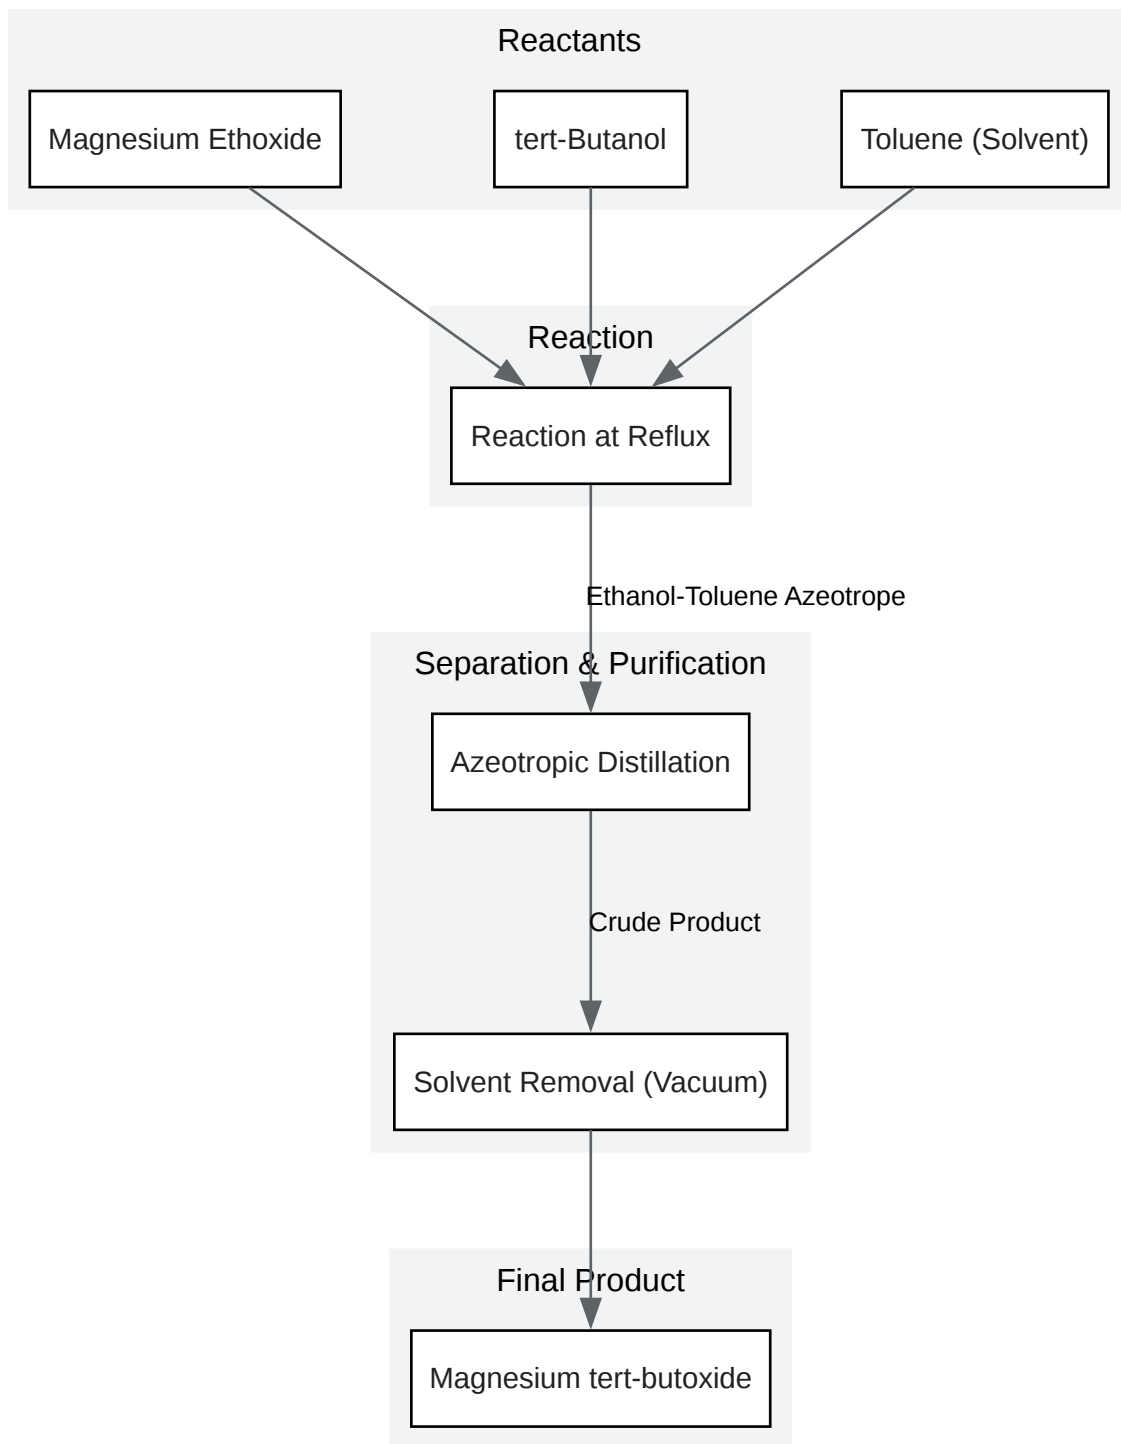 Reactants
Magnesium Ethoxide
tert-Butanol
Toluene (Solvent)
Reaction
Reaction at Reflux
Ethanol-Toluene Azeotrope
Separation & Purification
Azeotropic Distillation
Crude Product
Solvent Removal (Vacuum)
Final Product
Magnesium tert-butoxide